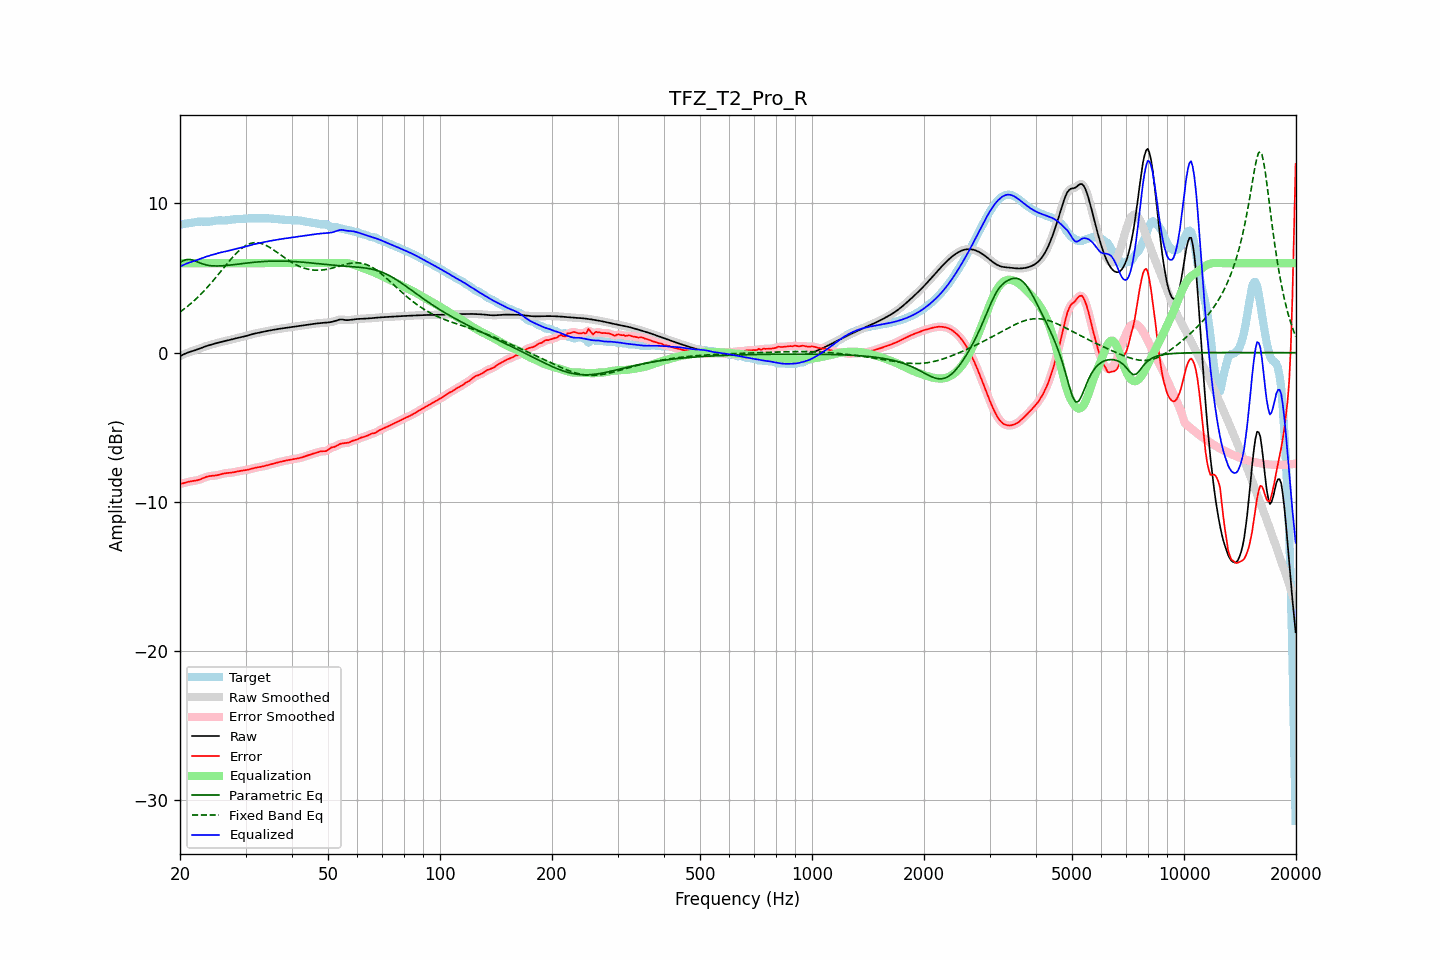 TFZ_T2_Pro_R
Amplitude (dBr)
10
0
−10
−20
−30
Target
Raw Smoothed
Error Smoothed
Raw
Error
Equalization
Parametric Eq
Fixed Band Eq
Equalized
20 50 100 200 500 1000 2000 5000 10000 20000
Frequency (Hz)